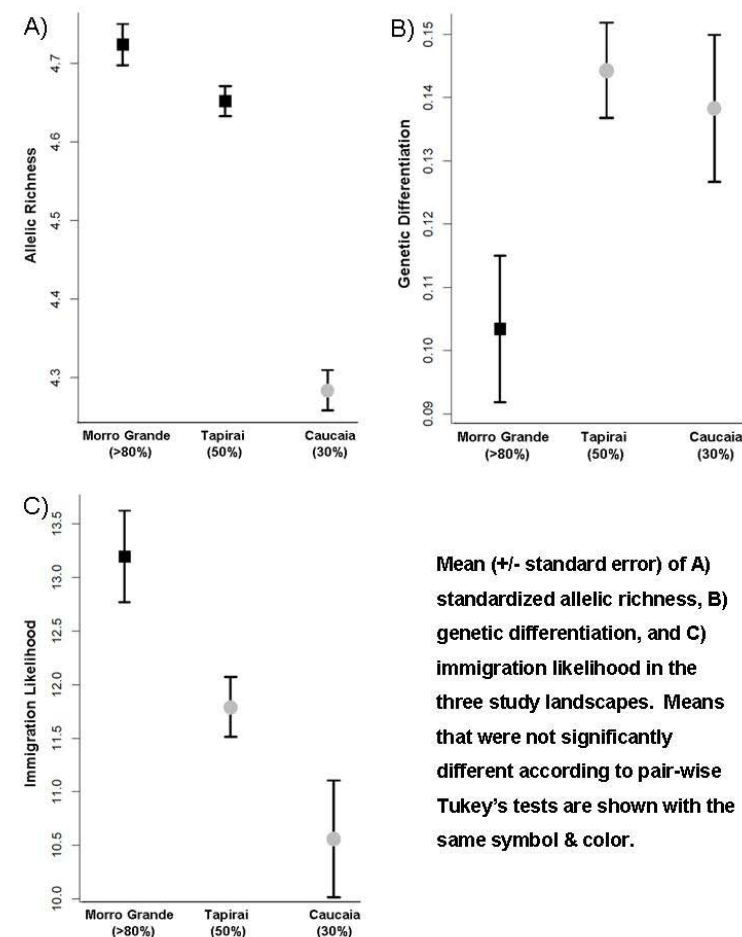 A)
Allelic Richness
4.7
4.6
4.5
4.4
4.3
Morro Grande Tapirai Caucaia
(>80%) (50%) (30%)
B)
Genetic Differentiation
0.15
0.14
0.13
0.12
0.11
0.10
0.09
Morro Grande Tapirai Caucaia
(>80%) (50%) (30%)
C)
Immigration Likelihood
13.5
13.0
12.5
12.0
11.5
11.0
10.5
10.0
Morro Grande Tapirai Caucaia
(>80%) (50%) (30%)
Mean (+/- standard error) of A)
standardized allelic richness, B)
genetic differentiation, and C)
immigration likelihood in the
three study landscapes. Means
that were not significantly
different according to pair-wise
Tukey's tests are shown with the
same symbol & color.